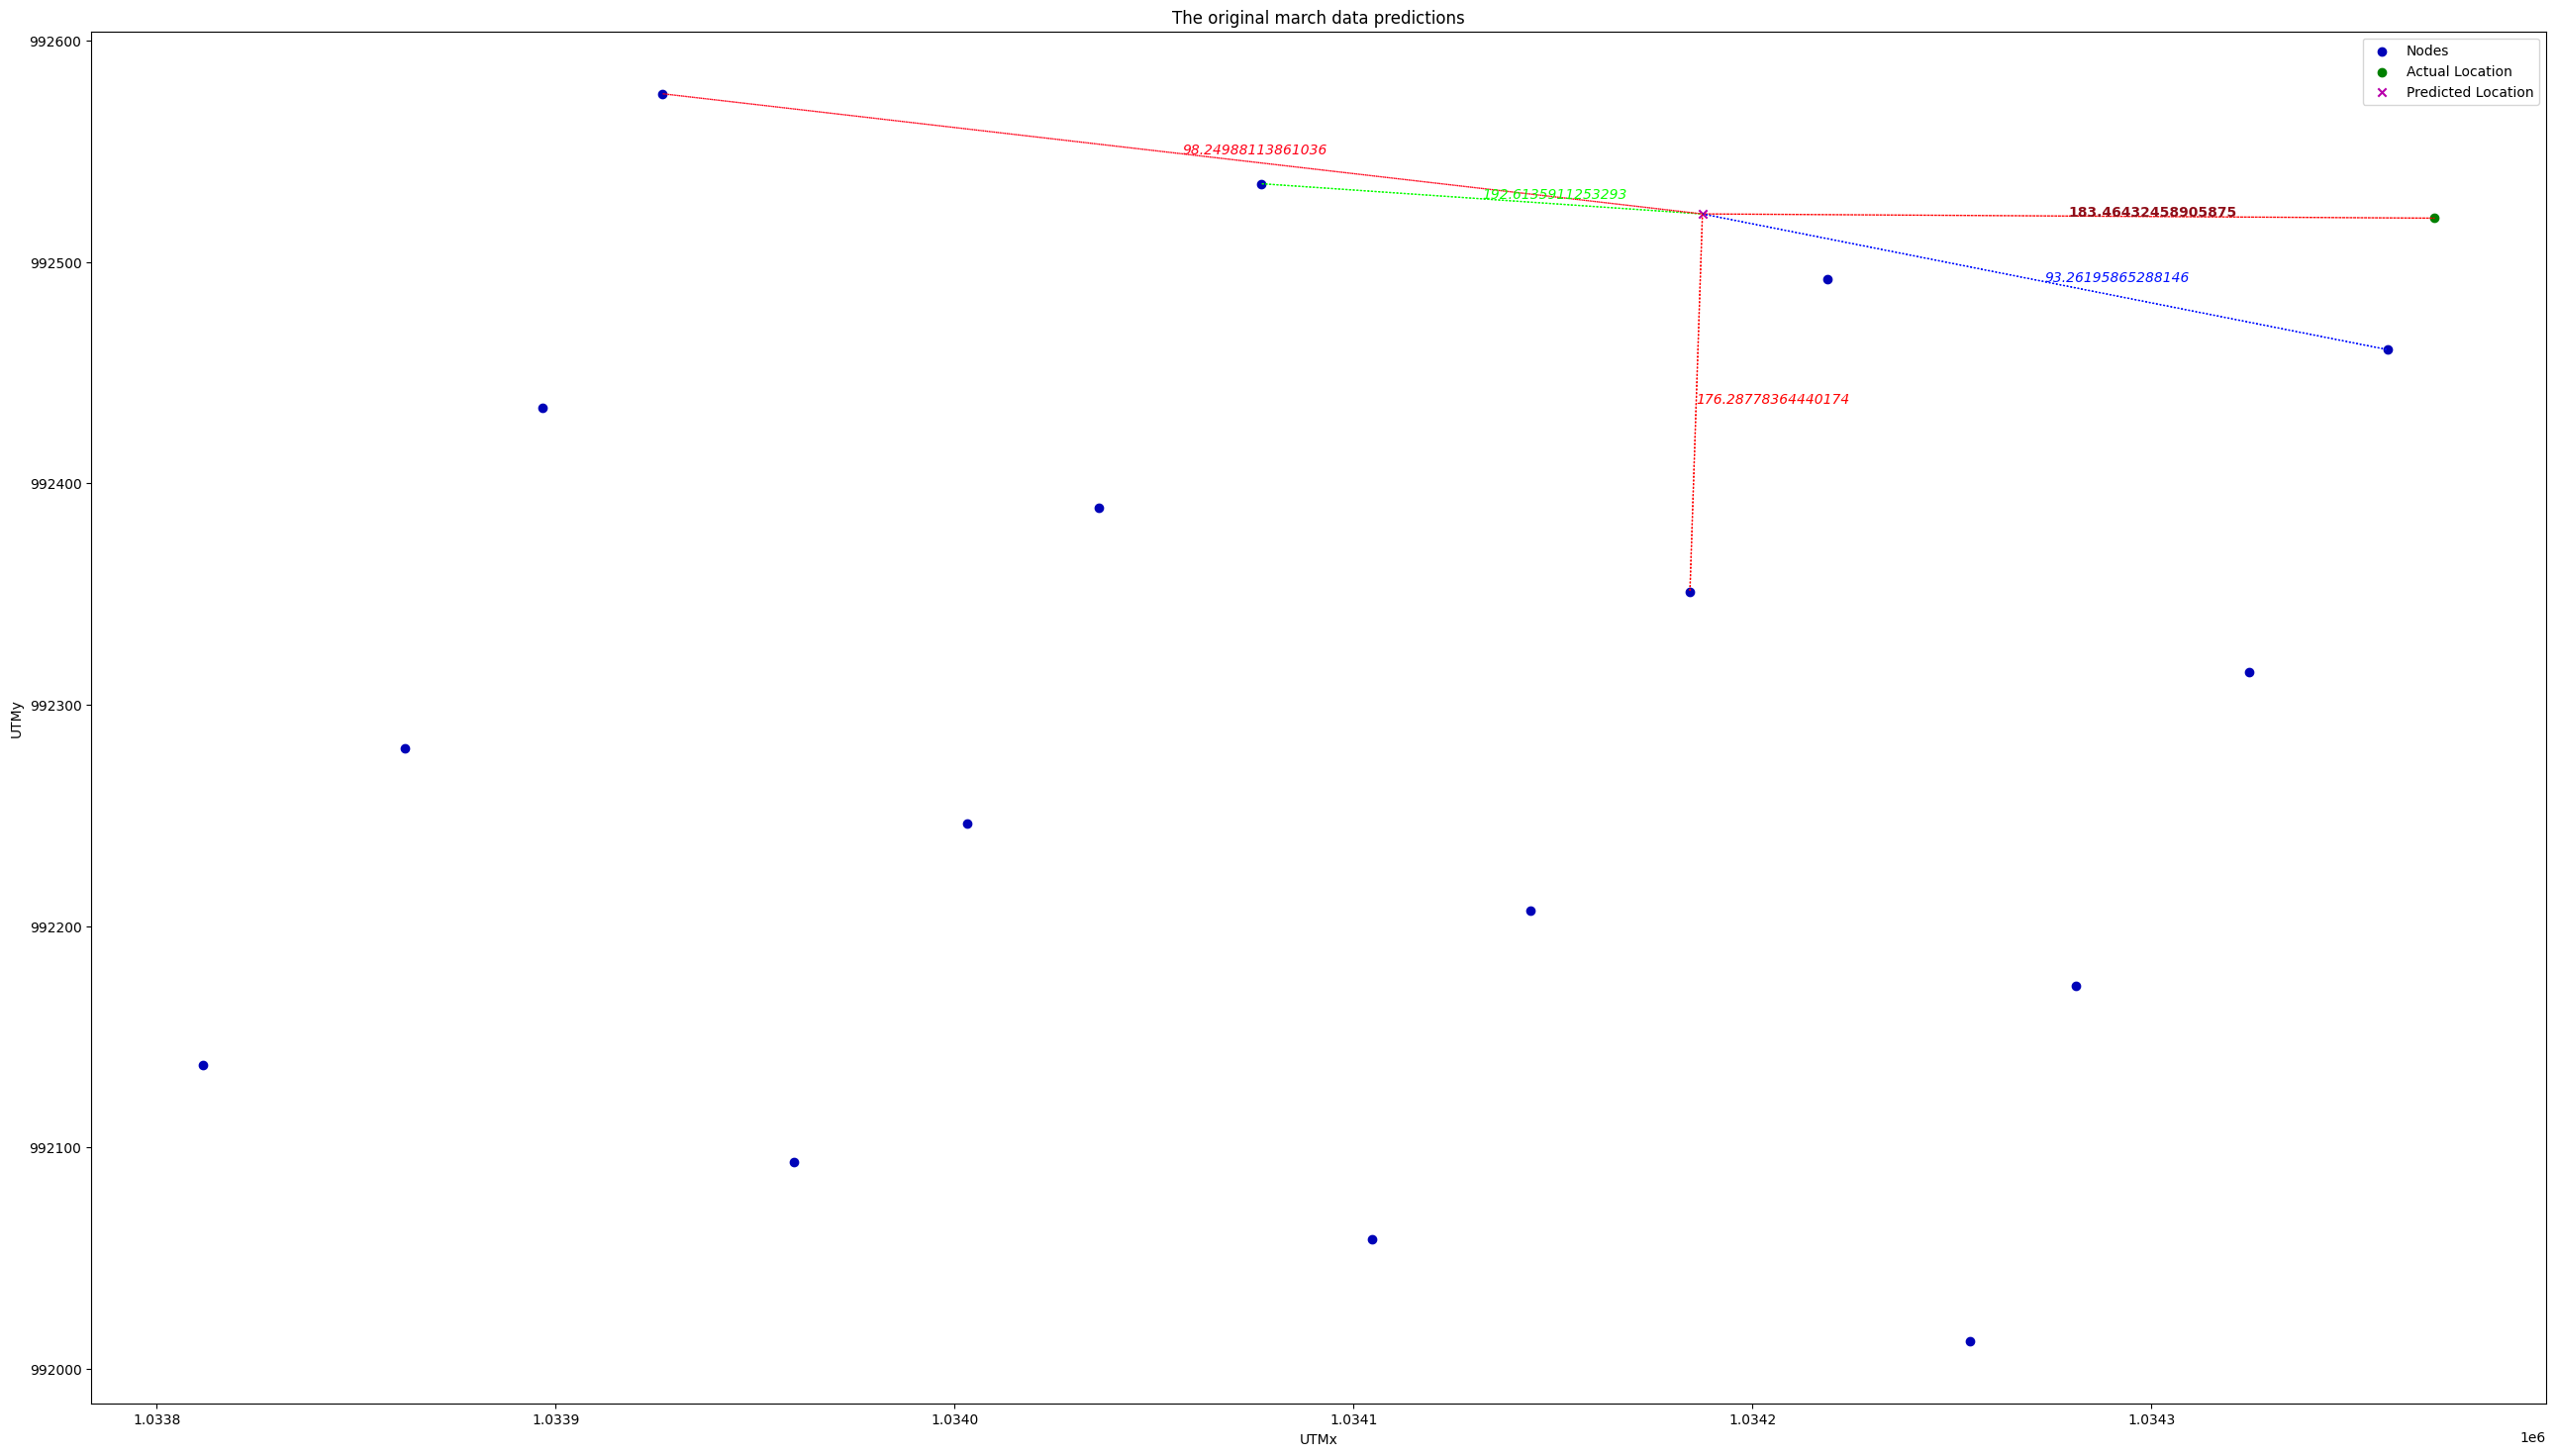 The original march data predictions
Nodes
Actual Location
Predicted Location
98.24988113861036
192.6135911253293
183.46432458905875
93.26195865288146
176.28778364440174
UTMy
992600
992500
992400
992300
992200
992100
992000
1.0338 1.0339 1.0340 1.0341 1.0342 1.0343
UTMx
1e6